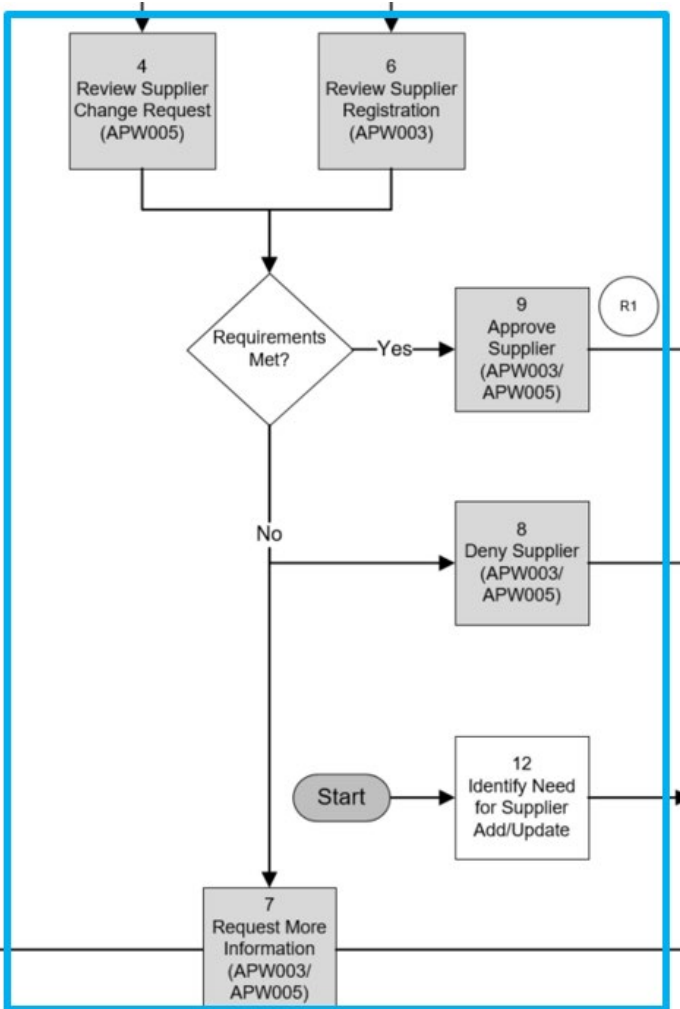 4
Review Supplier
Change Request
(APW005)
6
Review Supplier
Registration
(APW003)
Requirements
Met?
Yes
9
Approve
Supplier
(APW003/
APW005)
R1
No
8
Deny Supplier
(APW003/
APW005)
Start
12
Identify Need
for Supplier
Add/Update
7
Request More
Information
(APW003/
APW005)